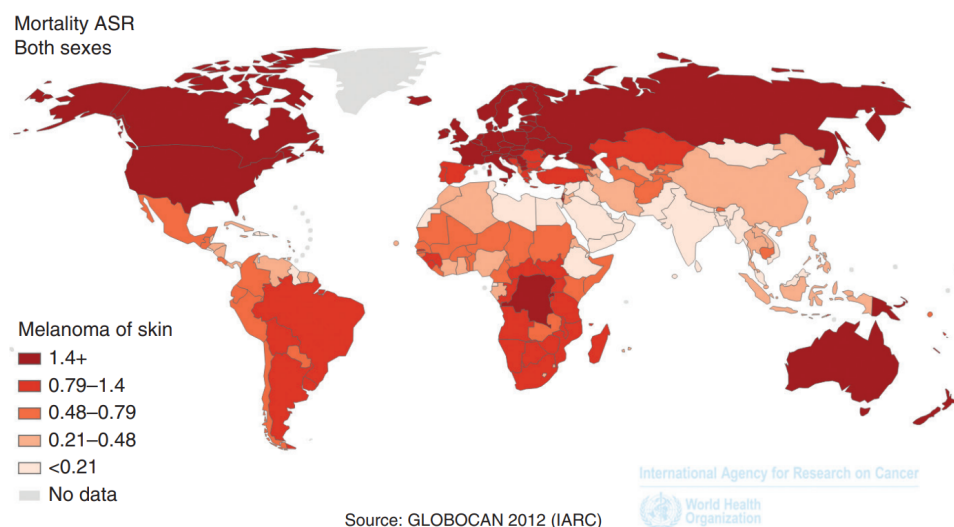 Mortality ASR
Both sexes
Melanoma of skin
1.4+
0.79–1.4
0.48–0.79
0.21–0.48
<0.21
No data
International Agency for Research on Cancer
World Health
Organization
Source: GLOBOCAN 2012 (IARC)